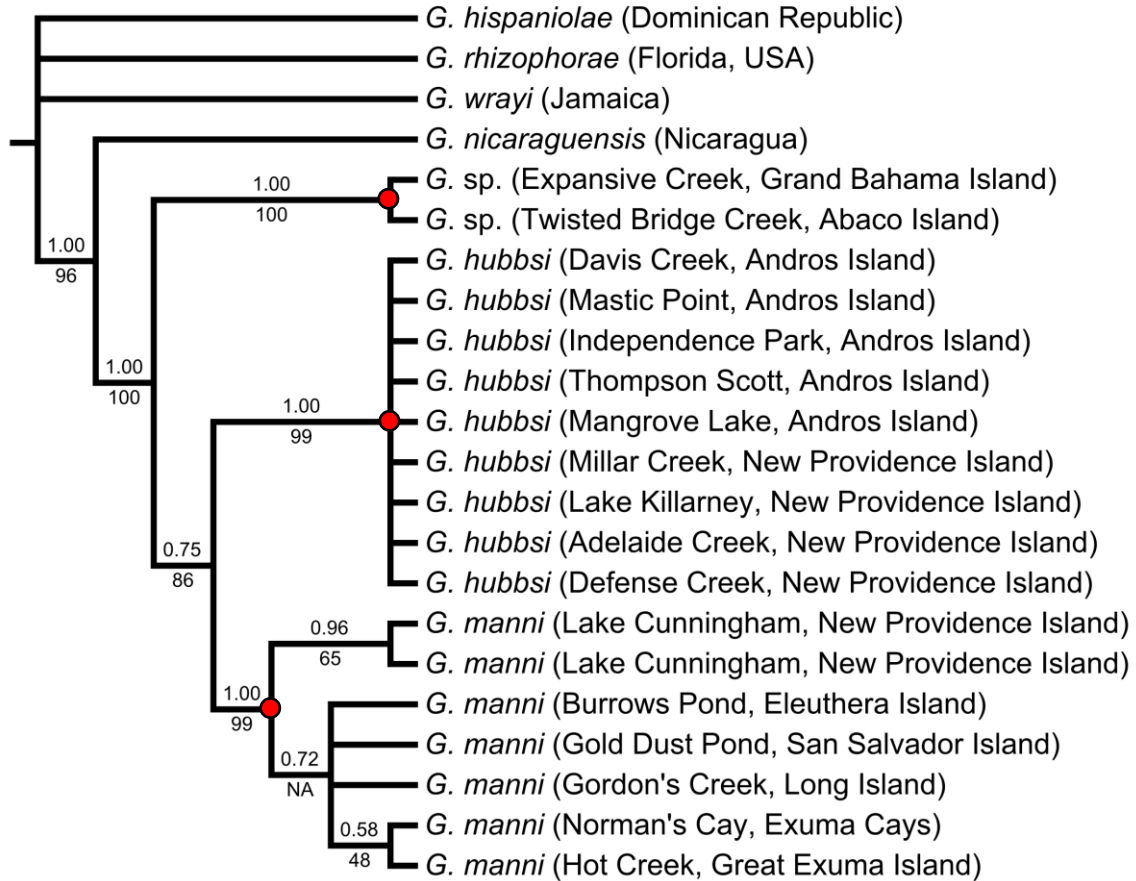 G. hispaniolae (Dominican Republic)
G. rhizophorae (Florida, USA)
G. wrayi (Jamaica)
G. nicaraguensis (Nicaragua)
G. sp. (Expansive Creek, Grand Bahama Island)
1.00
100
G. sp. (Twisted Bridge Creek, Abaco Island)
1.00
96
G. hubbsi (Davis Creek, Andros Island)
G. hubbsi (Mastic Point, Andros Island)
G. hubbsi (Independence Park, Andros Island)
1.00
100
G. hubbsi (Thompson Scott, Andros Island)
1.00
99
G. hubbsi (Mangrove Lake, Andros Island)
G. hubbsi (Millar Creek, New Providence Island)
G. hubbsi (Lake Killarney, New Providence Island)
0.75
86
G. hubbsi (Adelaide Creek, New Providence Island)
G. hubbsi (Defense Creek, New Providence Island)
G. manni (Lake Cunningham, New Providence Island)
0.96
65
G. manni (Lake Cunningham, New Providence Island)
1.00
99
G. manni (Burrows Pond, Eleuthera Island)
G. manni (Gold Dust Pond, San Salvador Island)
0.72
NA
G. manni (Gordon's Creek, Long Island)
G. manni (Norman's Cay, Exuma Cays)
0.58
48
G. manni (Hot Creek, Great Exuma Island)